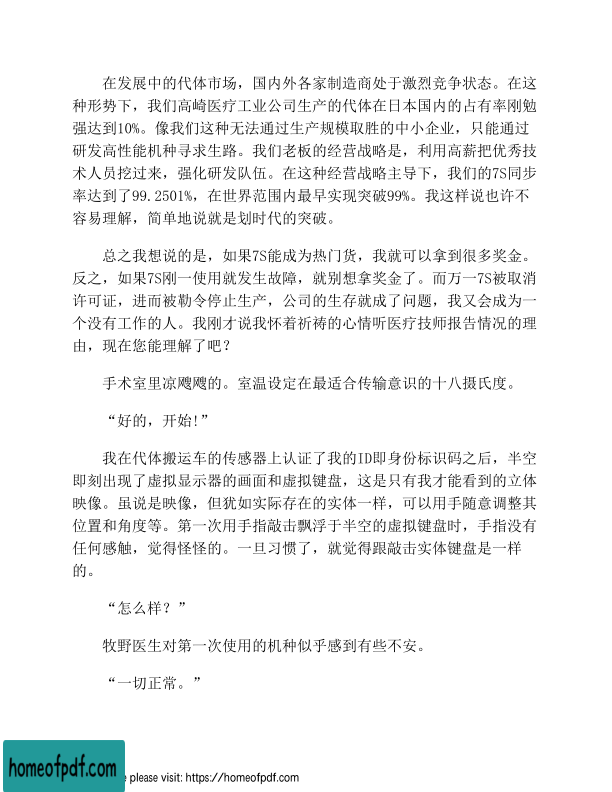 在发展中的代体市场，国内外各家制造商处于激烈竞争状态。在这
种形势下，我们高崎医疗工业公司生产的代体在日本国内的占有率刚勉
强达到10%。像我们这种无法通过生产规模取胜的中小企业，只能通过
研发高性能机种寻求生路。我们老板的经营战略是，利用高薪把优秀技
术人员挖过来，强化研发队伍。在这种经营战略主导下，我们的7S同步
率达到了99.2501%，在世界范围内最早实现突破99%。我这样说也许不
容易理解，简单地说就是划时代的突破。
总之我想说的是，如果7S能成为热门货，我就可以拿到很多奖金。
反之，如果7S刚一使用就发生故障，就别想拿奖金了。而万一7S被取消
许可证，进而被勒令停止生产，公司的生存就成了问题，我又会成为一
个没有工作的人。我刚才说我怀着祈祷的心情听医疗技师报告情况的理
由，现在您能理解了吧？
手术室里凉飕飕的。室温设定在最适合传输意识的十八摄氏度。
“好的，开始!”
我在代体搬运车的传感器上认证了我的ID即身份标识码之后，半空
即刻出现了虚拟显示器的画面和虚拟键盘，这是只有我才能看到的立体
映像。虽说是映像，但犹如实际存在的实体一样，可以用手随意调整其
位置和角度等。第一次用手指敲击飘浮于半空的虚拟键盘时，手指没有
任何感触，觉得怪怪的。一旦习惯了，就觉得跟敲击实体键盘是一样
的。
“怎么样？”
牧野医生对第一次使用的机种似乎感到有些不安。
“一切正常。”
homeofpdf.com
e please visit: https://homeofpdf.com